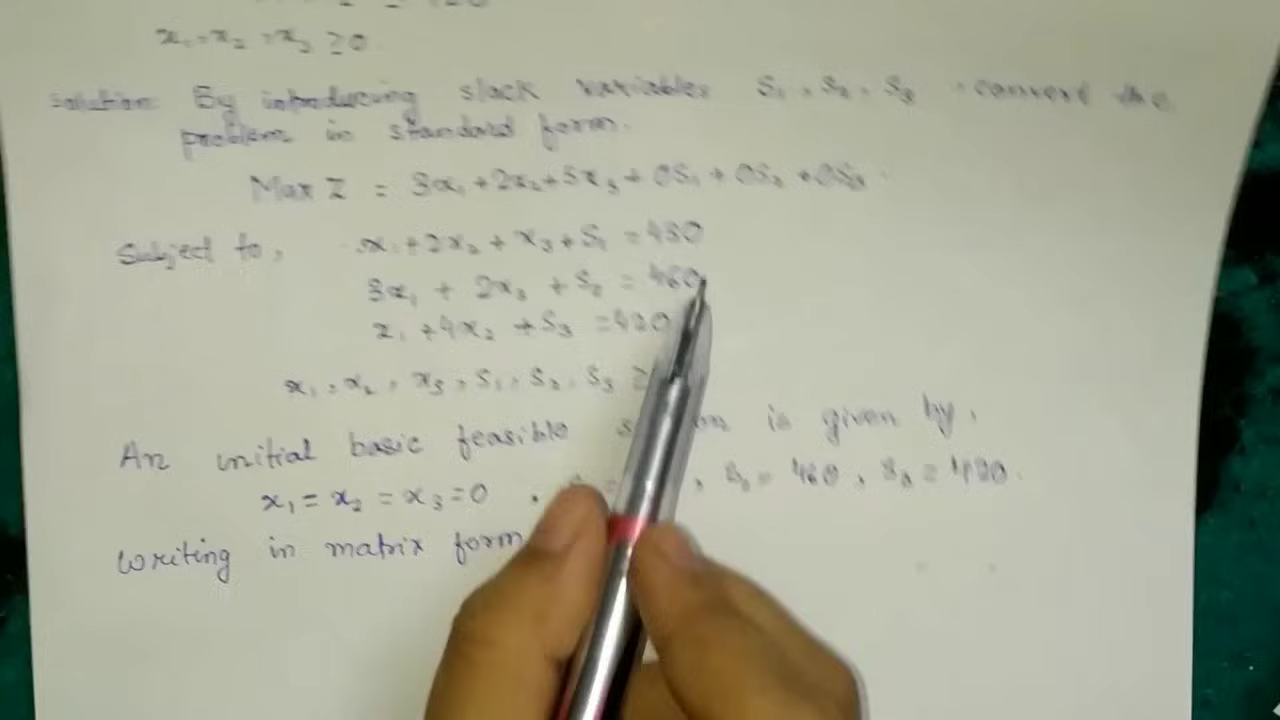 x₁, x₂, x₃ ≥ 0
Solution: By introducing slack variables S₁, S₂, S₃, convert the
problem in standard form.
Max Z = 3x₁ + 2x₂ + 5x₃ + 0S₁ + 0S₂ + 0S₃.
Subject to, x₁ + 2x₂ + x₃ + S₁ = 430
3x₁ + 2x₃ + S₂ = 460
x₁ + 4x₂ + S₃ = 420
x₁, x₂, x₃, S₁, S₂, S₃ ≥
An initial basic feasible is given by,
x₁ = x₂ = x₃ = 0 , S₂ = 460, S₃ = 420.
Writing in matrix form